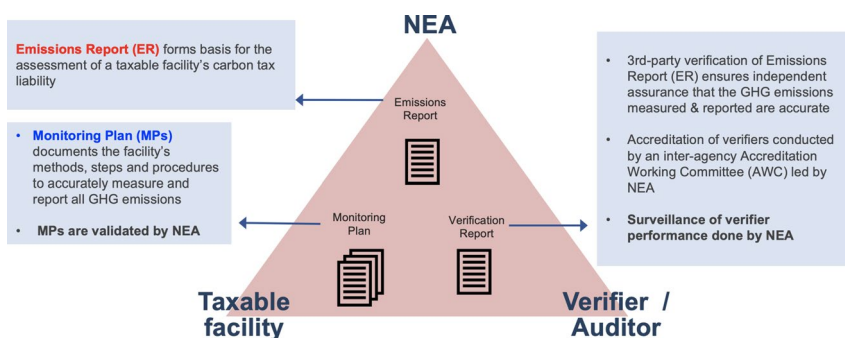 NEA
Emissions Report (ER) forms basis for the
assessment of a taxable facility's carbon tax
liability
• Monitoring Plan (MPs)
documents the facility's
methods, steps and procedures
to accurately measure and
report all GHG emissions
• MPs are validated by NEA
Emissions
Report
Monitoring
Plan
Verification
Report
• 3rd-party verification of Emissions
Report (ER) ensures independent
assurance that the GHG emissions
measured & reported are accurate
• Accreditation of verifiers conducted
by an inter-agency Accreditation
Working Committee (AWC) led by
NEA
• Surveillance of verifier
performance done by NEA
Taxable
facility
Verifier /
Auditor